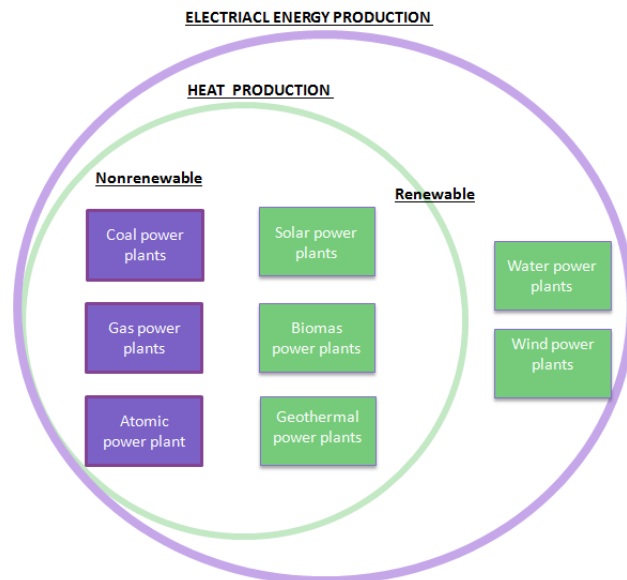 ELECTRIACL ENERGY PRODUCTION
HEAT PRODUCTION
Nonrenewable
Renewable
Coal power
plants
Solar power
plants
Water power
plants
Gas power
plants
Biomas
power plants
Wind power
plants
Atomic
power plant
Geothermal
power plants